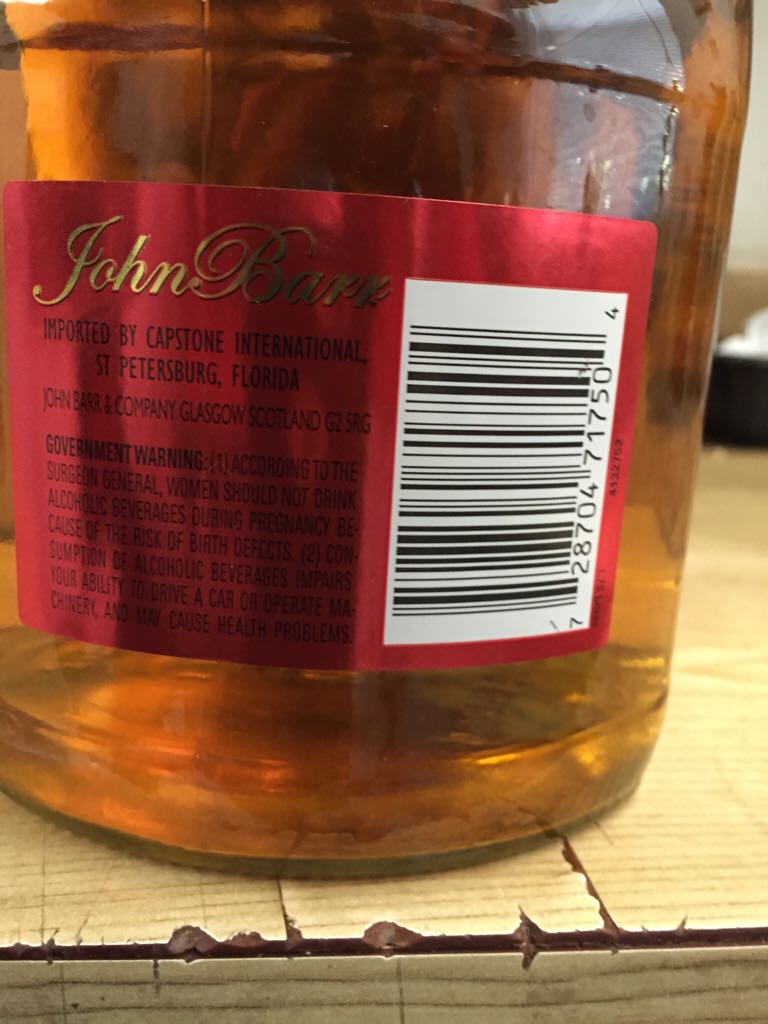 John Barr
IMPORTED BY CAPSTONE INTERNATIONAL,
ST PETERSBURG, FLORIDA
JOHN BARR & COMPANY GLASGOW SCOTLAND G2 5RG
GOVERNMENT WARNING: (1) ACCORDING TO THE
SURGEON GENERAL, WOMEN SHOULD NOT DRINK
ALCOHOLIC BEVERAGES DURING PREGNANCY BE-
CAUSE OF THE RISK OF BIRTH DEFECTS. (2) CON-
SUMPTION OF ALCOHOLIC BEVERAGES IMPAIRS
YOUR ABILITY TO DRIVE A CAR OR OPERATE MA-
CHINERY, AND MAY CAUSE HEALTH PROBLEMS.
7 28704 71750 4
4132752